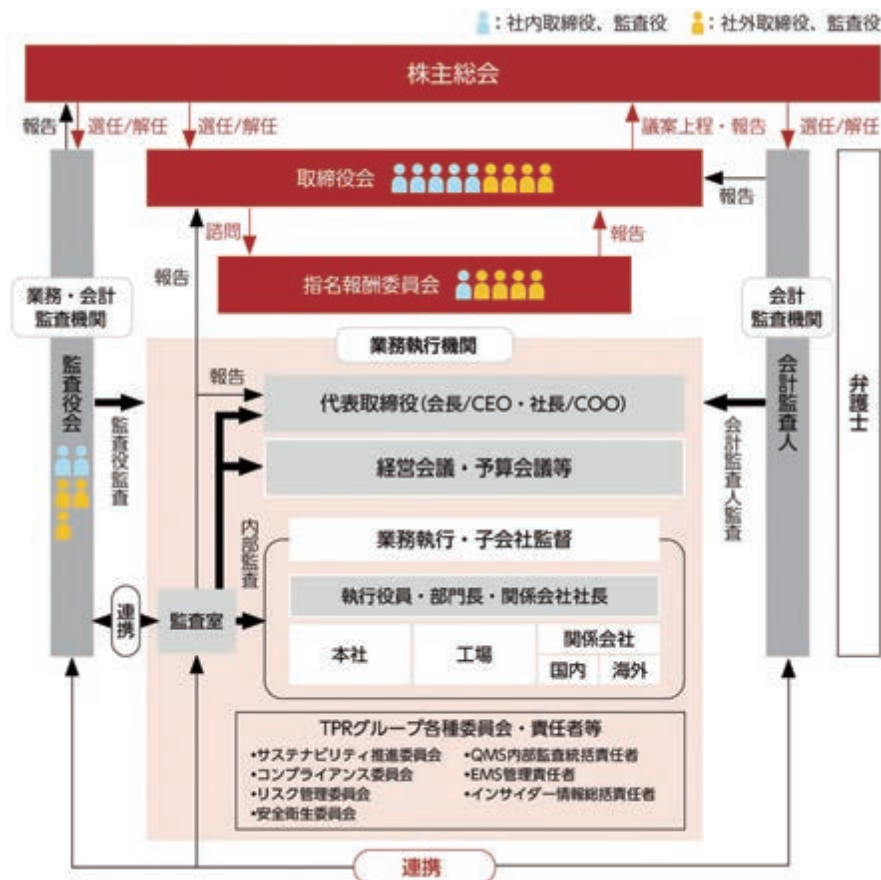 ：社内取締役、監査役　：社外取締役、監査役
株主総会
報告
選任/解任
選任/解任
議案上程・報告
選任/解任
取締役会
報告
諮問
報告
報告
指名報酬委員会
業務・会計
監査機関
会計
監査機関
業務執行機関
監査役会
会計監査人
弁護士
報告
代表取締役(会長/CEO・社長/COO)
監査役監査
会計監査人監査
経営会議・予算会議等
内部監査
業務執行・子会社監督
執行役員・部門長・関係会社社長
連携
監査室
本社
工場
関係会社
国内
海外
TPRグループ各種委員会・責任者等
•サステナビリティ推進委員会
•コンプライアンス委員会
•リスク管理委員会
•安全衛生委員会
•QMS内部監査統括責任者
•EMS管理責任者
•インサイダー情報総括責任者
連携